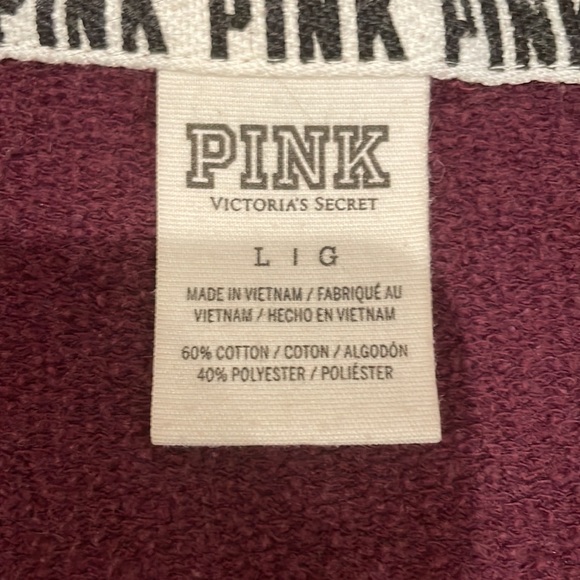 PINK PINK PINK
PINK
VICTORIA'S SECRET
L | G
MADE IN VIETNAM / FABRIQUÉ AU
VIETNAM / HECHO EN VIETNAM
60% COTTON / COTON / ALGODÓN
40% POLYESTER / POLIÉSTER